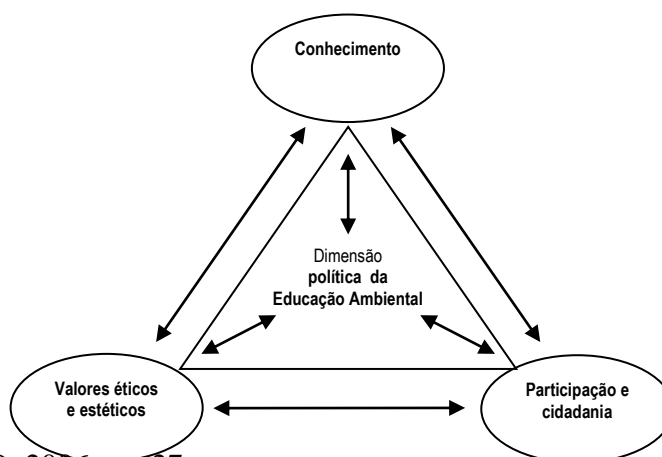 Conhecimento
Dimensão
política da
Educação Ambiental
Valores éticos
e estéticos
Participação e
cidadania